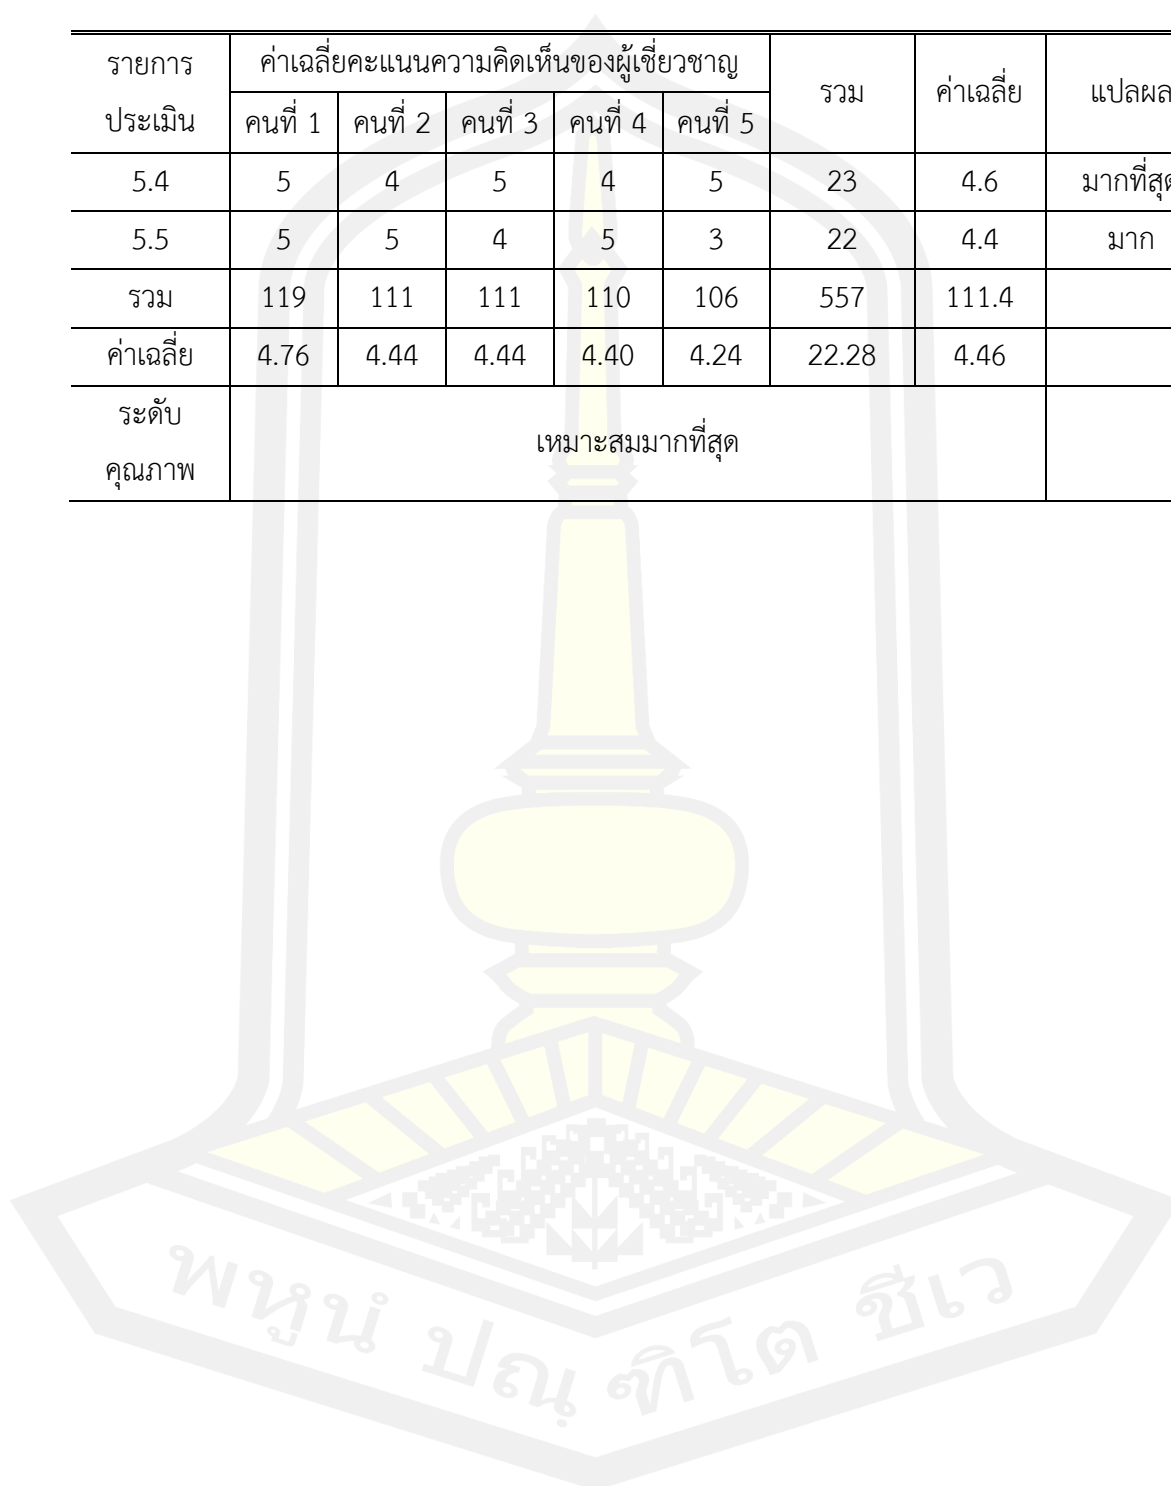 รายการ ค่าเฉลี่ยคะแนนความคิดเห็นของผู้เชี่ยวชาญ รวม ค่าเฉลี่ย แปลผล
ประเมิน คนที่ 1 คนที่ 2 คนที่ 3 คนที่ 4 คนที่ 5
5.4 5 4 5 4 5 23 4.6 มากที่สุด
5.5 5 5 4 5 3 22 4.4 มาก
รวม 119 111 111 110 106 557 111.4
ค่าเฉลี่ย 4.76 4.44 4.44 4.40 4.24 22.28 4.46
ระดับ เหมาะสมมากที่สุด
คุณภาพ
พหูนํ ปณฺ ฑิโต ชีเว